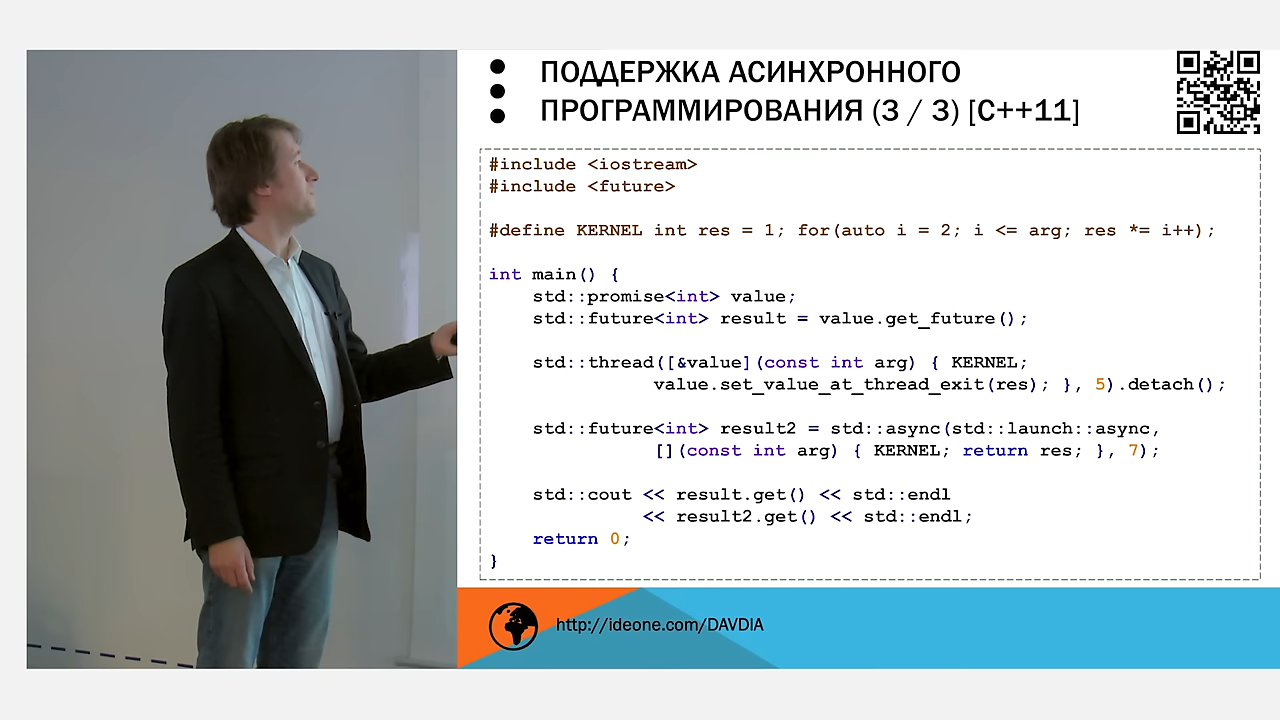 ПОДДЕРЖКА АСИНХРОННОГО
ПРОГРАММИРОВАНИЯ (3 / 3) [C++11]
#include <iostream>
#include <future>
#define KERNEL int res = 1; for(auto i = 2; i <= arg; res *= i++);
int main() {
std::promise<int> value;
std::future<int> result = value.get_future();
std::thread([&value](const int arg) { KERNEL;
value.set_value_at_thread_exit(res); }, 5).detach();
std::future<int> result2 = std::async(std::launch::async,
[](const int arg) { KERNEL; return res; }, 7);
std::cout << result.get() << std::endl
<< result2.get() << std::endl;
return 0;
}
http://ideone.com/DAVDIA